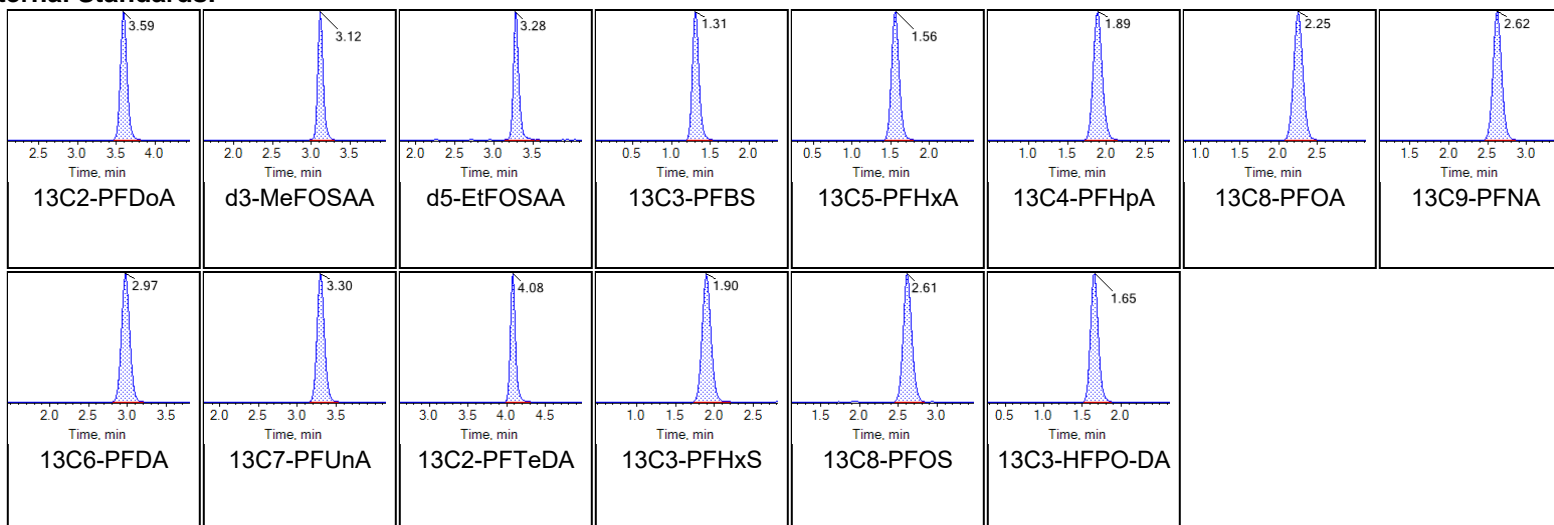 ternal Standards:
3.59 3.12 3.28 1.31 1.56 1.89 2.25 2.62
2.5 3.0 3.5 4.0 2.0 2.5 3.0 3.5 2.0 2.5 3.0 3.5 0.5 1.0 1.5 2.0 0.5 1.0 1.5 2.0 1.0 1.5 2.0 2.5 1.0 1.5 2.0 2.5 1.5 2.0 2.5 3.0
Time, min Time, min Time, min Time, min Time, min Time, min Time, min Time, min
13C2-PFDoA d3-MeFOSAA d5-EtFOSAA 13C3-PFBS 13C5-PFHxA 13C4-PFHpA 13C8-PFOA 13C9-PFNA
2.97 3.30 4.08 1.90 2.61 1.65
2.0 2.5 3.0 3.5 2.0 2.5 3.0 3.5 3.0 3.5 4.0 4.5 1.0 1.5 2.0 2.5 1.5 2.0 2.5 3.0 0.5 1.0 1.5 2.0
Time, min Time, min Time, min Time, min Time, min Time, min
13C6-PFDA 13C7-PFUnA 13C2-PFTeDA 13C3-PFHxS 13C8-PFOS 13C3-HFPO-DA